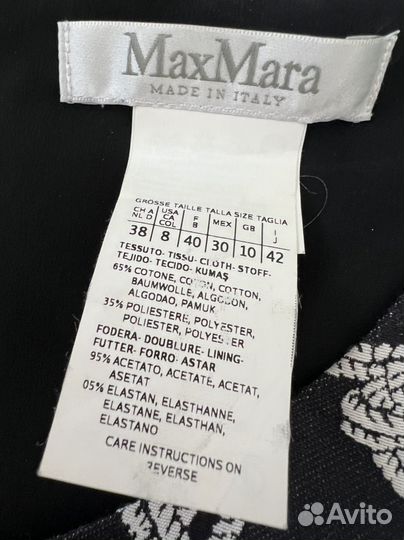 MaxMara
MADE IN ITALY
GRÖSSE TAILLE TALLA SIZE TAGLIA
CH A USA F MEX GB I
NL D CA B J
COL
38 8 40 30 10 42
TESSUTO- TISSU- CLOTH- STOFF-
TEJIDO- TECIDO- KUMAŞ
65% COTONE, COTON, COTTON,
BAUMWOLLE, ALGODON,
ALGODAO, PAMUK
35% POLIESTERE, POLYESTER,
POLYESTER, POLIESTER,
POLYESTER
FODERA- DOUBLURE- LINING-
FUTTER- FORRO- ASTAR
95% ACETATO, ACETATE, ACETAT,
ASETAT
05% ELASTAN, ELASTHANNE,
ELASTANE, ELASTHAN,
ELASTANO
CARE INSTRUCTIONS ON
REVERSE
Avito